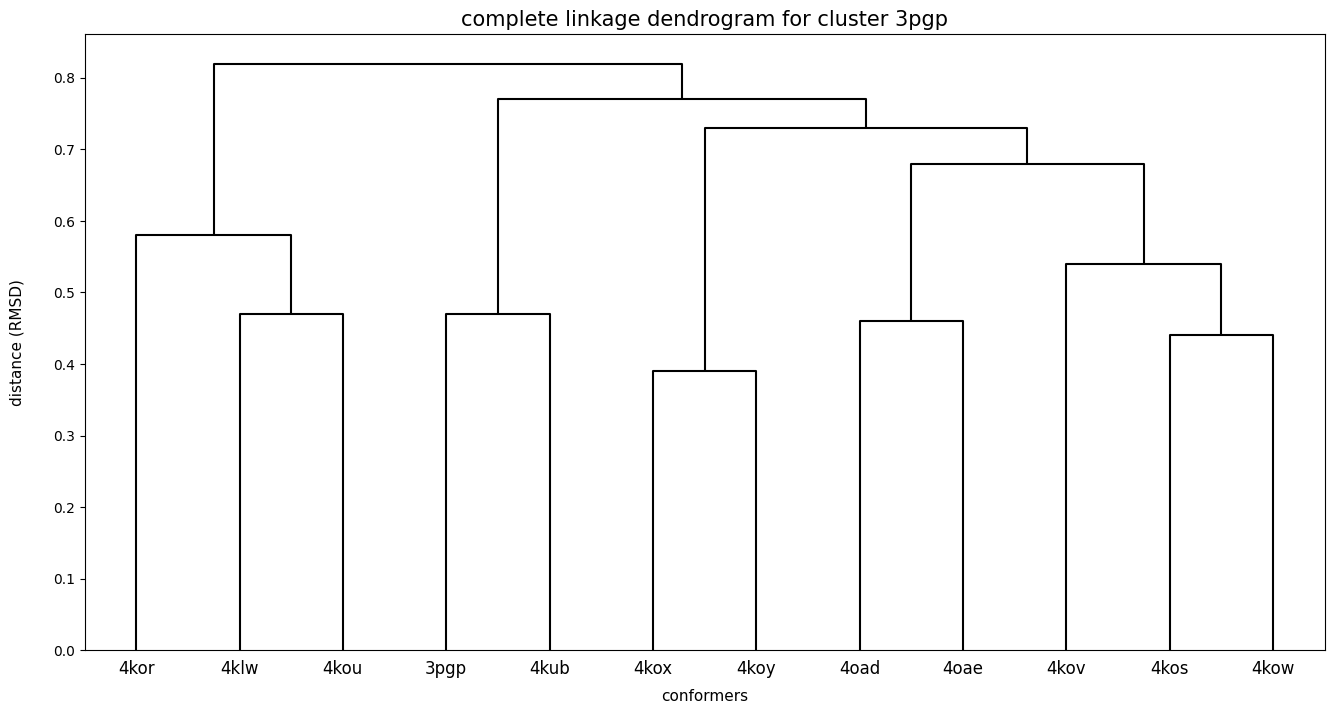 complete linkage dendrogram for cluster 3pgp
0.8
0.7
0.6
0.5
0.4
0.3
0.2
0.1
0.0
distance (RMSD)
4kor 4klw 4kou 3pgp 4kub 4kox 4koy 4oad 4oae 4kov 4kos 4kow
conformers